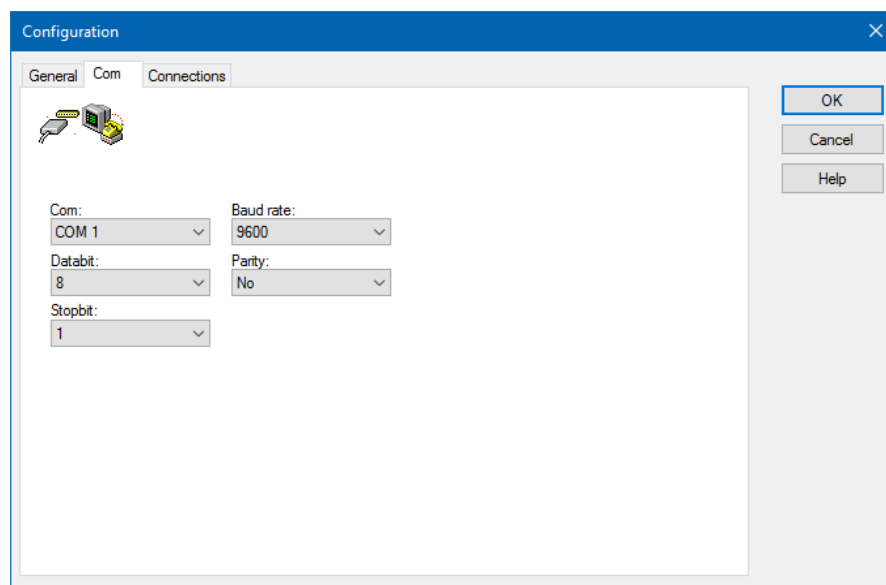 Configuration
General Com Connections
OK
Cancel
Help
Com: Baud rate:
COM 1 9600
Databit: Parity:
8 No
Stopbit:
1